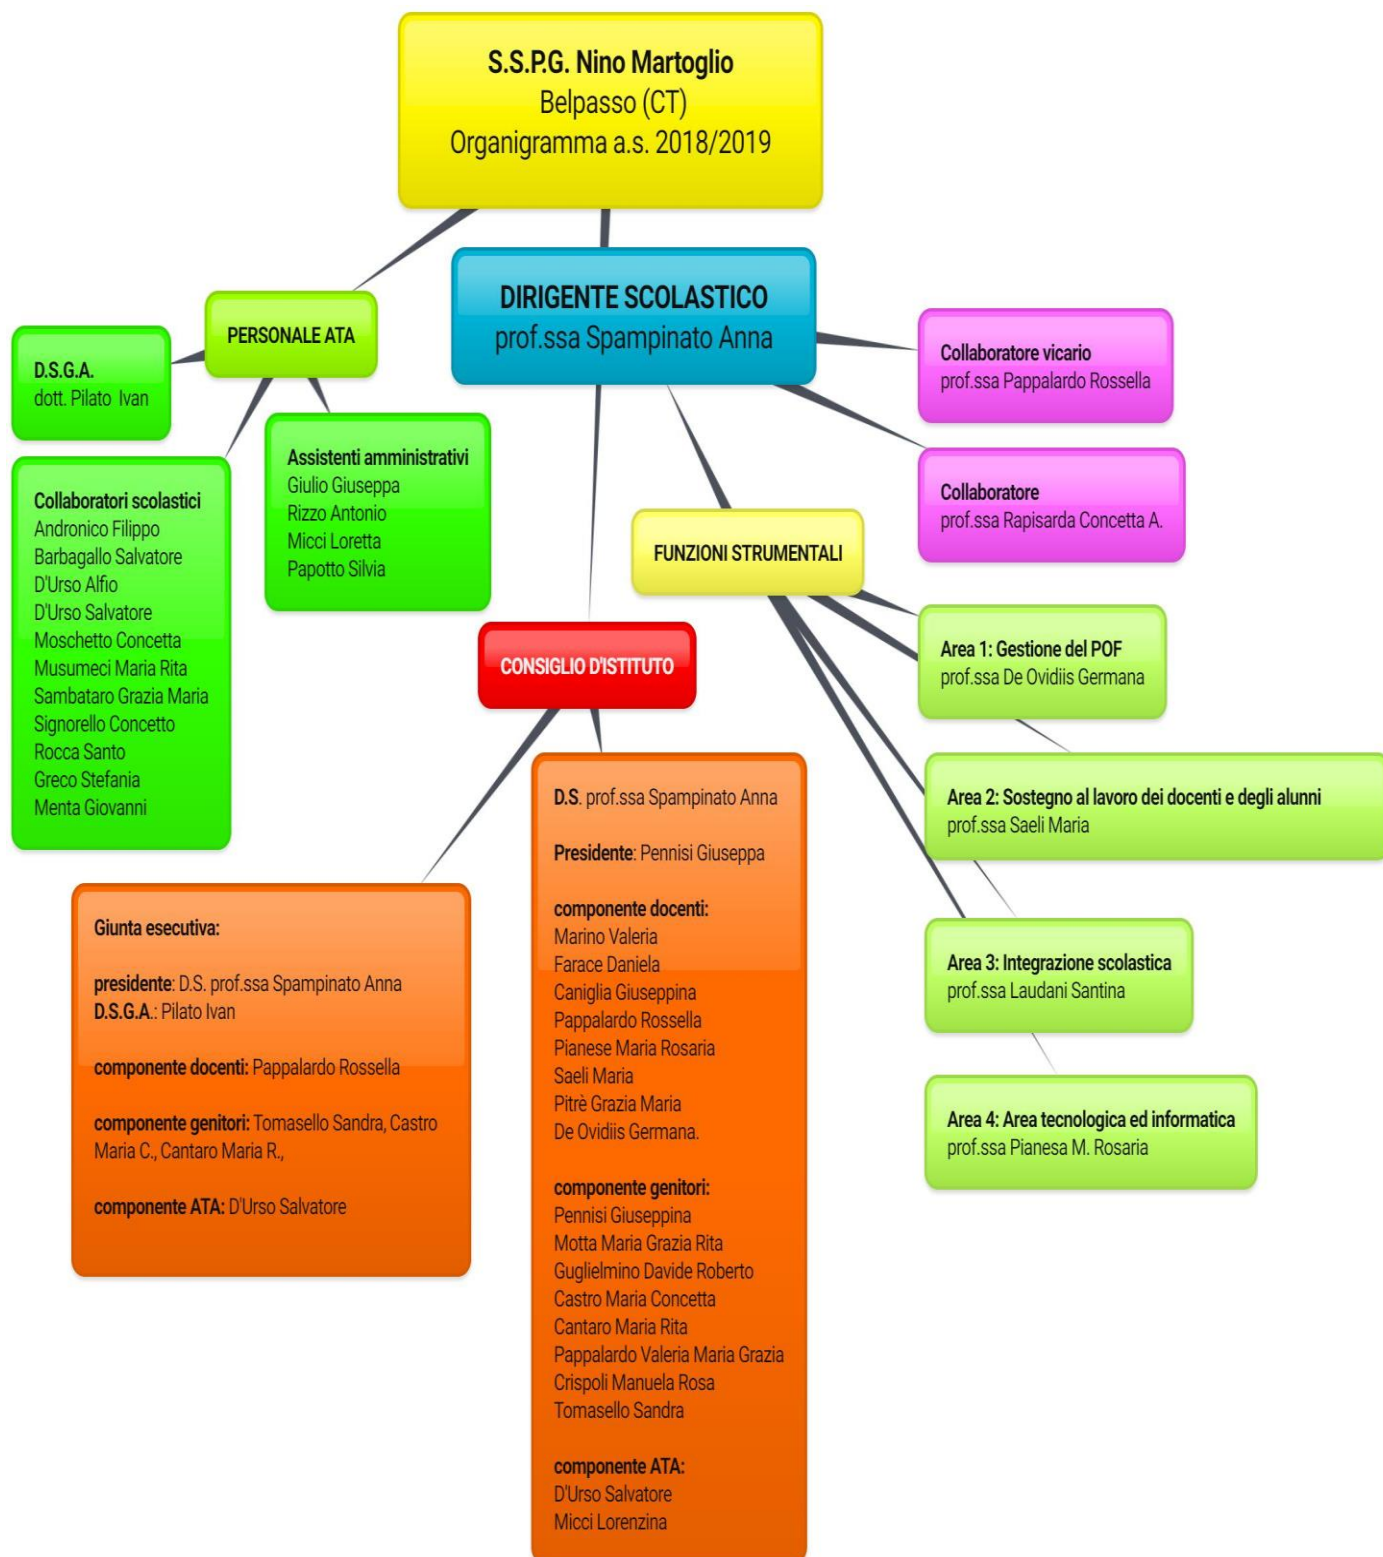 S.S.P.G. Nino Martoglio
Belpasso (CT)
Organigramma a.s. 2018/2019
PERSONALE ATA
D.S.G.A.
dott. Pilato Ivan
Collaboratori scolastici
Andronico Filippo
Barbagallo Salvatore
D'Urso Alfio
D'Urso Salvatore
Moschetto Concetta
Musumeci Maria Rita
Sambataro Grazia Maria
Signorello Concetto
Rocca Santo
Greco Stefania
Menta Giovanni
Assistenti amministrativi
Giulio Giuseppa
Rizzo Antonio
Micci Loretta
Papotto Silvia
DIRIGENTE SCOLASTICO
prof.ssa Spampinato Anna
Collaboratore vicario
prof.ssa Pappalardo Rossella
Collaboratore
prof.ssa Rapisarda Concetta A.
FUNZIONI STRUMENTALI
Area 1: Gestione del POF
prof.ssa De Ovidiis Germana
Area 2: Sostegno al lavoro dei docenti e degli alunni
prof.ssa Saeli Maria
Area 3: Integrazione scolastica
prof.ssa Laudani Santina
Area 4: Area tecnologica ed informatica
prof.ssa Pianesa M. Rosaria
CONSIGLIO D'ISTITUTO
Giunta esecutiva:
presidente: D.S. prof.ssa Spampinato Anna
D.S.G.A.: Pilato Ivan
componente docenti: Pappalardo Rossella
componente genitori: Tomasello Sandra, Castro
Maria C., Cantaro Maria R.,
componente ATA: D'Urso Salvatore
D.S. prof.ssa Spampinato Anna
Presidente: Pennisi Giuseppa
componente docenti:
Marino Valeria
Farace Daniela
Caniglia Giuseppina
Pappalardo Rossella
Pianese Maria Rosaria
Saeli Maria
Pitrè Grazia Maria
De Ovidiis Germana.
componente genitori:
Pennisi Giuseppina
Motta Maria Grazia Rita
Guglielmino Davide Roberto
Castro Maria Concetta
Cantaro Maria Rita
Pappalardo Valeria Maria Grazia
Crispoli Manuela Rosa
Tomasello Sandra
componente ATA:
D'Urso Salvatore
Micci Lorenzina